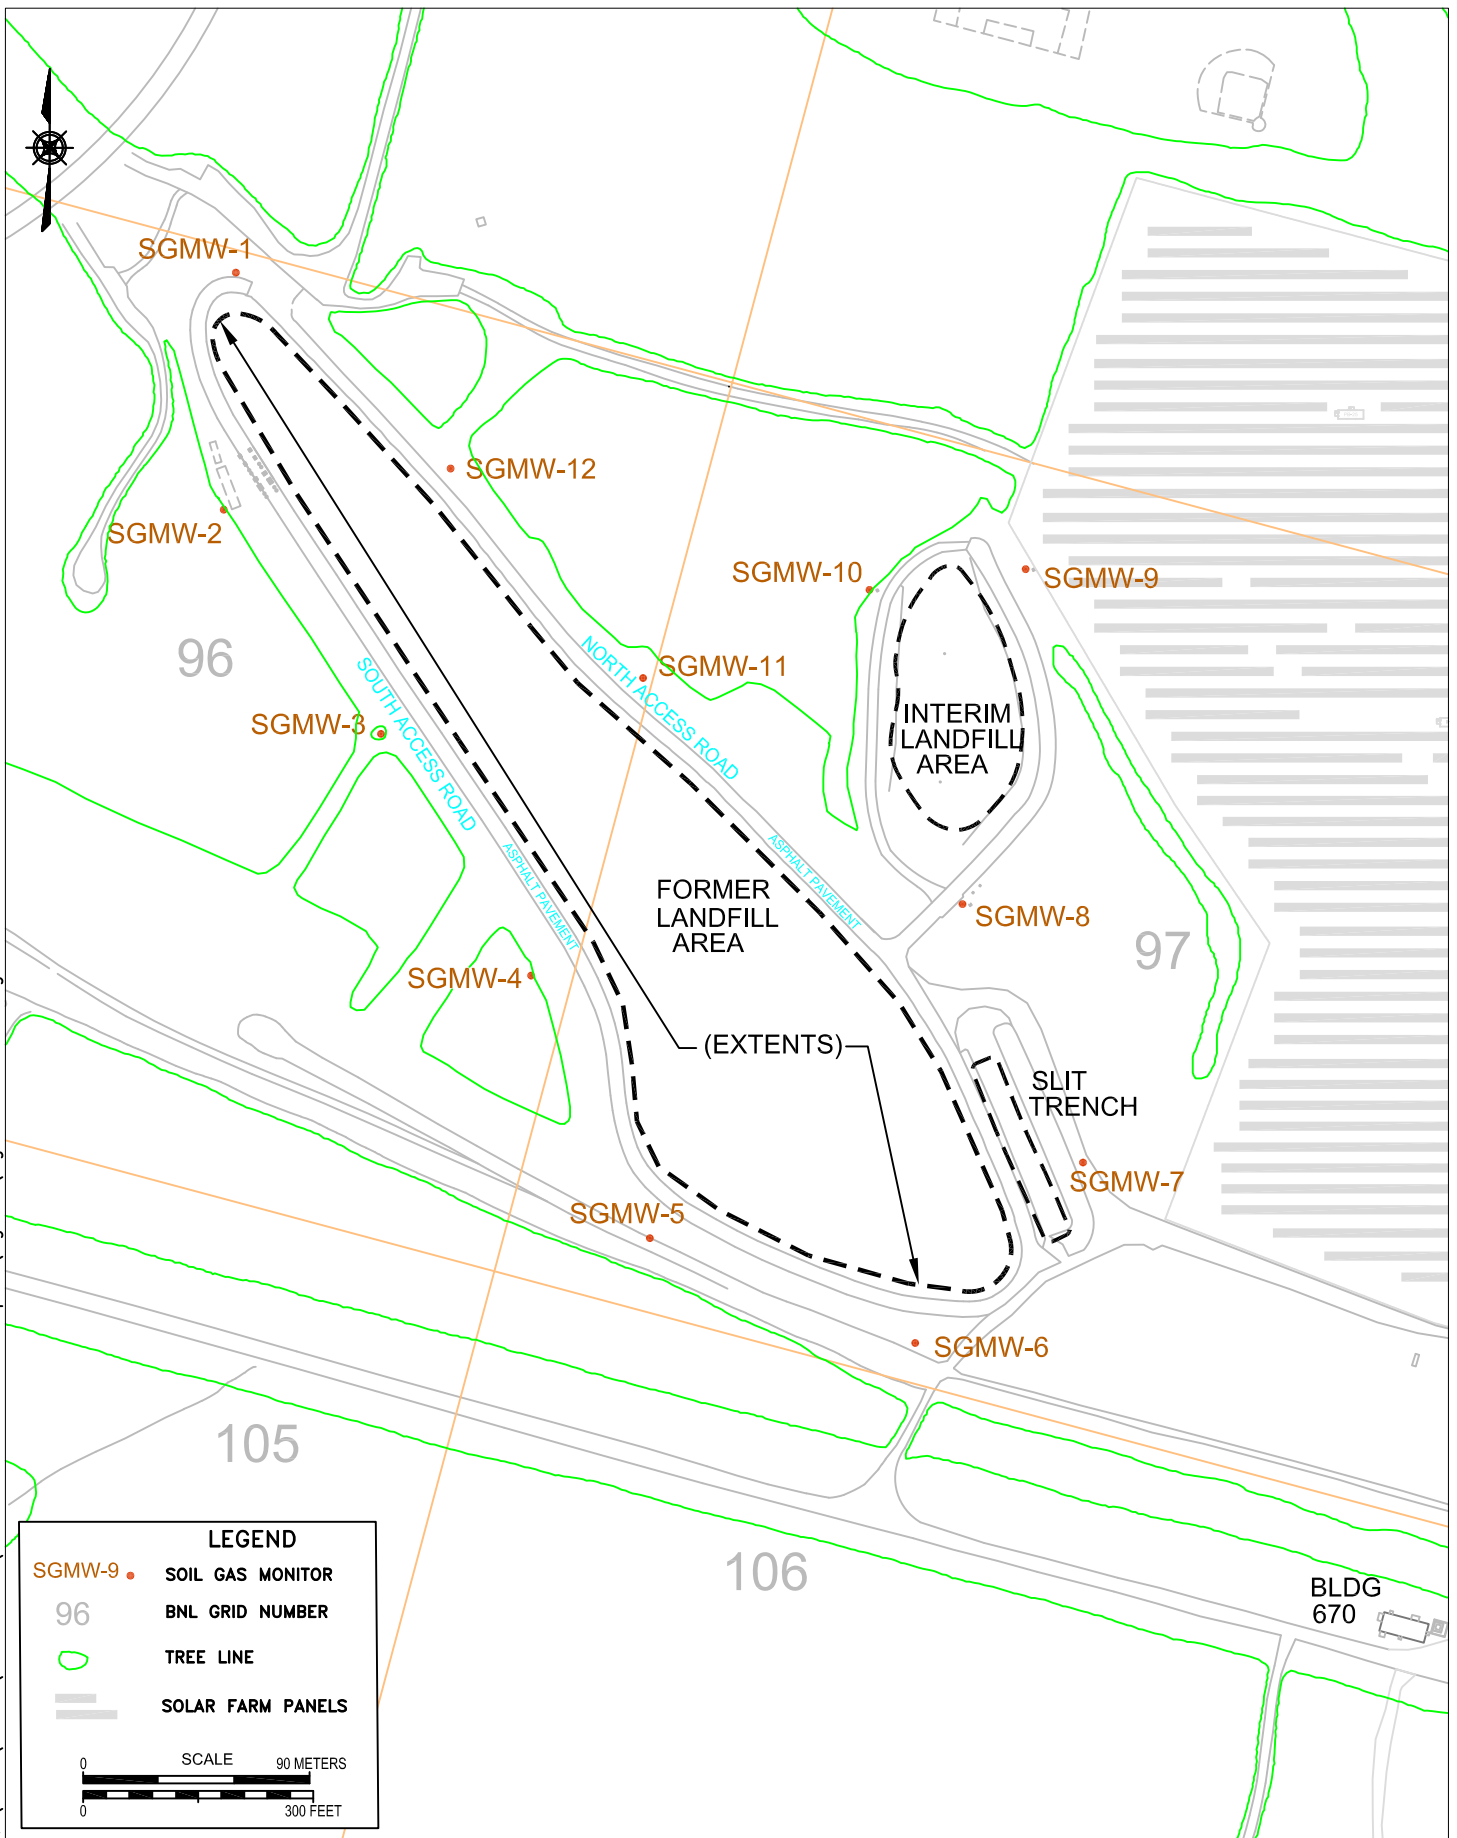 SGMW-1
SGMW-12
SGMW-2
SGMW-10
SGMW-9
96
SOUTH ACCESS ROAD
NORTH ACCESS ROAD
SGMW-11
SGMW-3
INTERIM
LANDFILL
AREA
ASPHALT PAVEMENT
ASPHALT PAVEMENT
FORMER
LANDFILL
AREA
SGMW-8
97
SGMW-4
(EXTENTS)
SLIT
TRENCH
SGMW-7
SGMW-5
SGMW-6
105
106
BLDG
670
LEGEND
SGMW-9 SOIL GAS MONITOR
96 BNL GRID NUMBER
TREE LINE
SOLAR FARM PANELS
SCALE
0 90 METERS
0 300 FEET